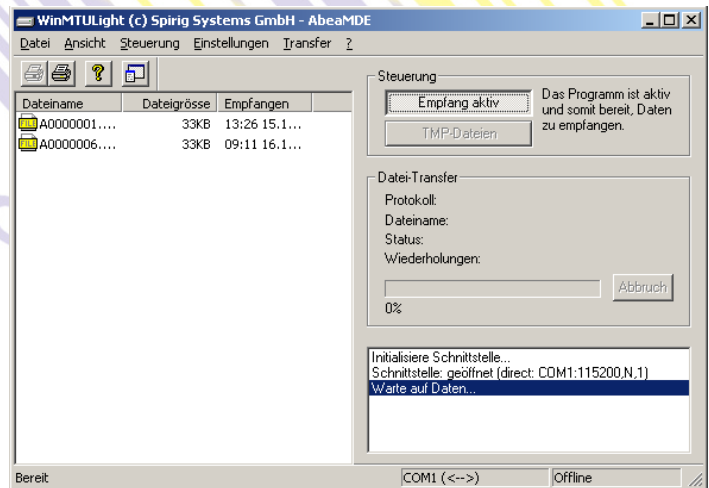 WinMTULight (c) Spirig Systems GmbH - AbeaMDE
Datei Ansicht Steuerung Einstellungen Transfer ?
Dateiname Dateigrösse Empfangen
A0000001.... 33KB 13:26 15.1...
A0000006.... 33KB 09:11 16.1...
Steuerung
Empfang aktiv
TMP-Dateien
Das Programm ist aktiv
und somit bereit, Daten
zu empfangen.
Datei-Transfer
Protokoll:
Dateiname:
Status:
Wiederholungen:
Abbruch
0%
Initialisiere Schnittstelle...
Schnittstelle: geöffnet (direct: COM1:115200,N,1)
Warte auf Daten...
Bereit COM1 (<-->) Offline